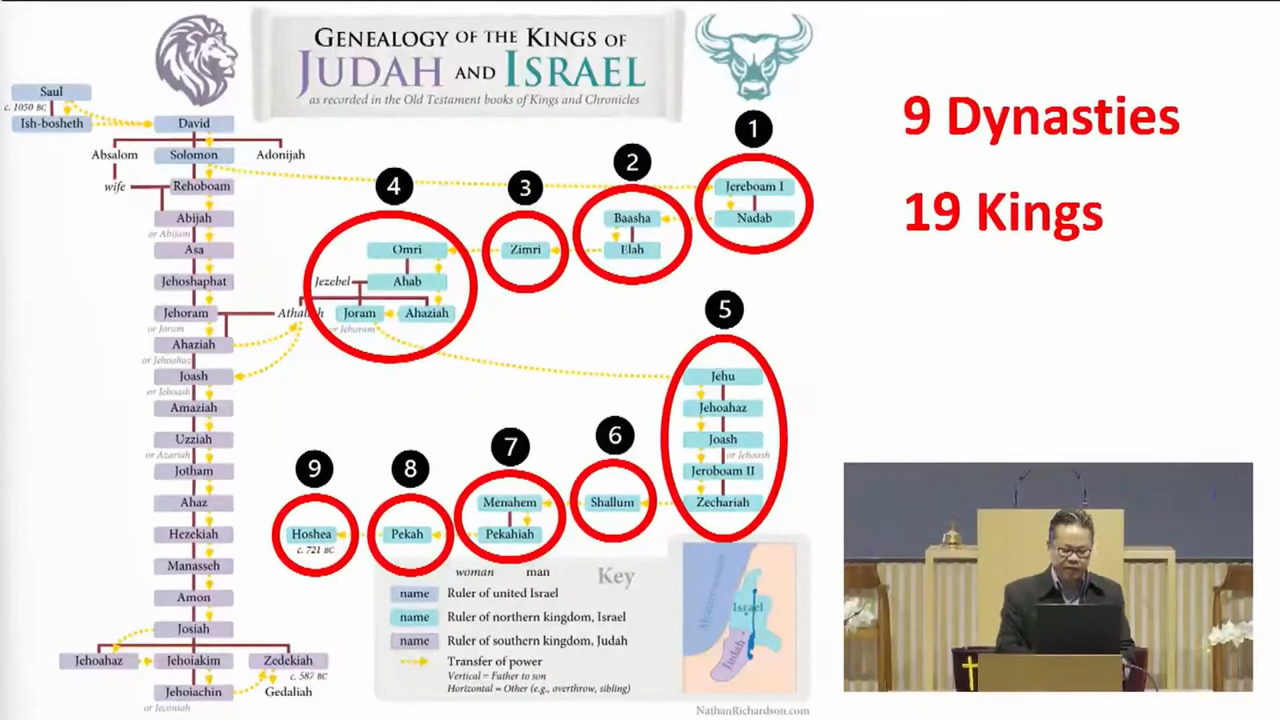 GENEALOGY OF THE KINGS OF
JUDAH AND ISRAEL
as recorded in the Old Testament books of Kings and Chronicles
9 Dynasties
19 Kings
Saul
c. 1050 BC
Ish-bosheth
David
Absalom
Solomon
Adonijah
wife
Rehoboam
Abijah
or Abijam
Asa
Jehoshaphat
Jehoram
or Joram
Athaliah
Ahaziah
or Jehoahaz
Joash
or Jehoash
Amaziah
Uzziah
or Azariah
Jotham
Ahaz
Hezekiah
Manasseh
Amon
Josiah
Jehoahaz
Jehoiakim
Zedekiah
c. 587 BC
Jehoiachin
Gedaliah
or Jeconiah
1
Jereboam I
Nadab
2
Baasha
Elah
3
Zimri
4
Omri
Jezebel
Ahab
Joram
Ahaziah
or Jehoram
5
Jehu
Jehoahaz
Joash
or Jehoash
Jeroboam II
Zechariah
6
Shallum
7
Menahem
Pekahiah
8
Pekah
9
Hoshea
c. 721 BC
woman man Key
name Ruler of united Israel
name Ruler of northern kingdom, Israel
name Ruler of southern kingdom, Judah
Transfer of power
Vertical = Father to son
Horizontal = Other (e.g., overthrow, sibling)
Israel
Judah
NathanRichardson.com